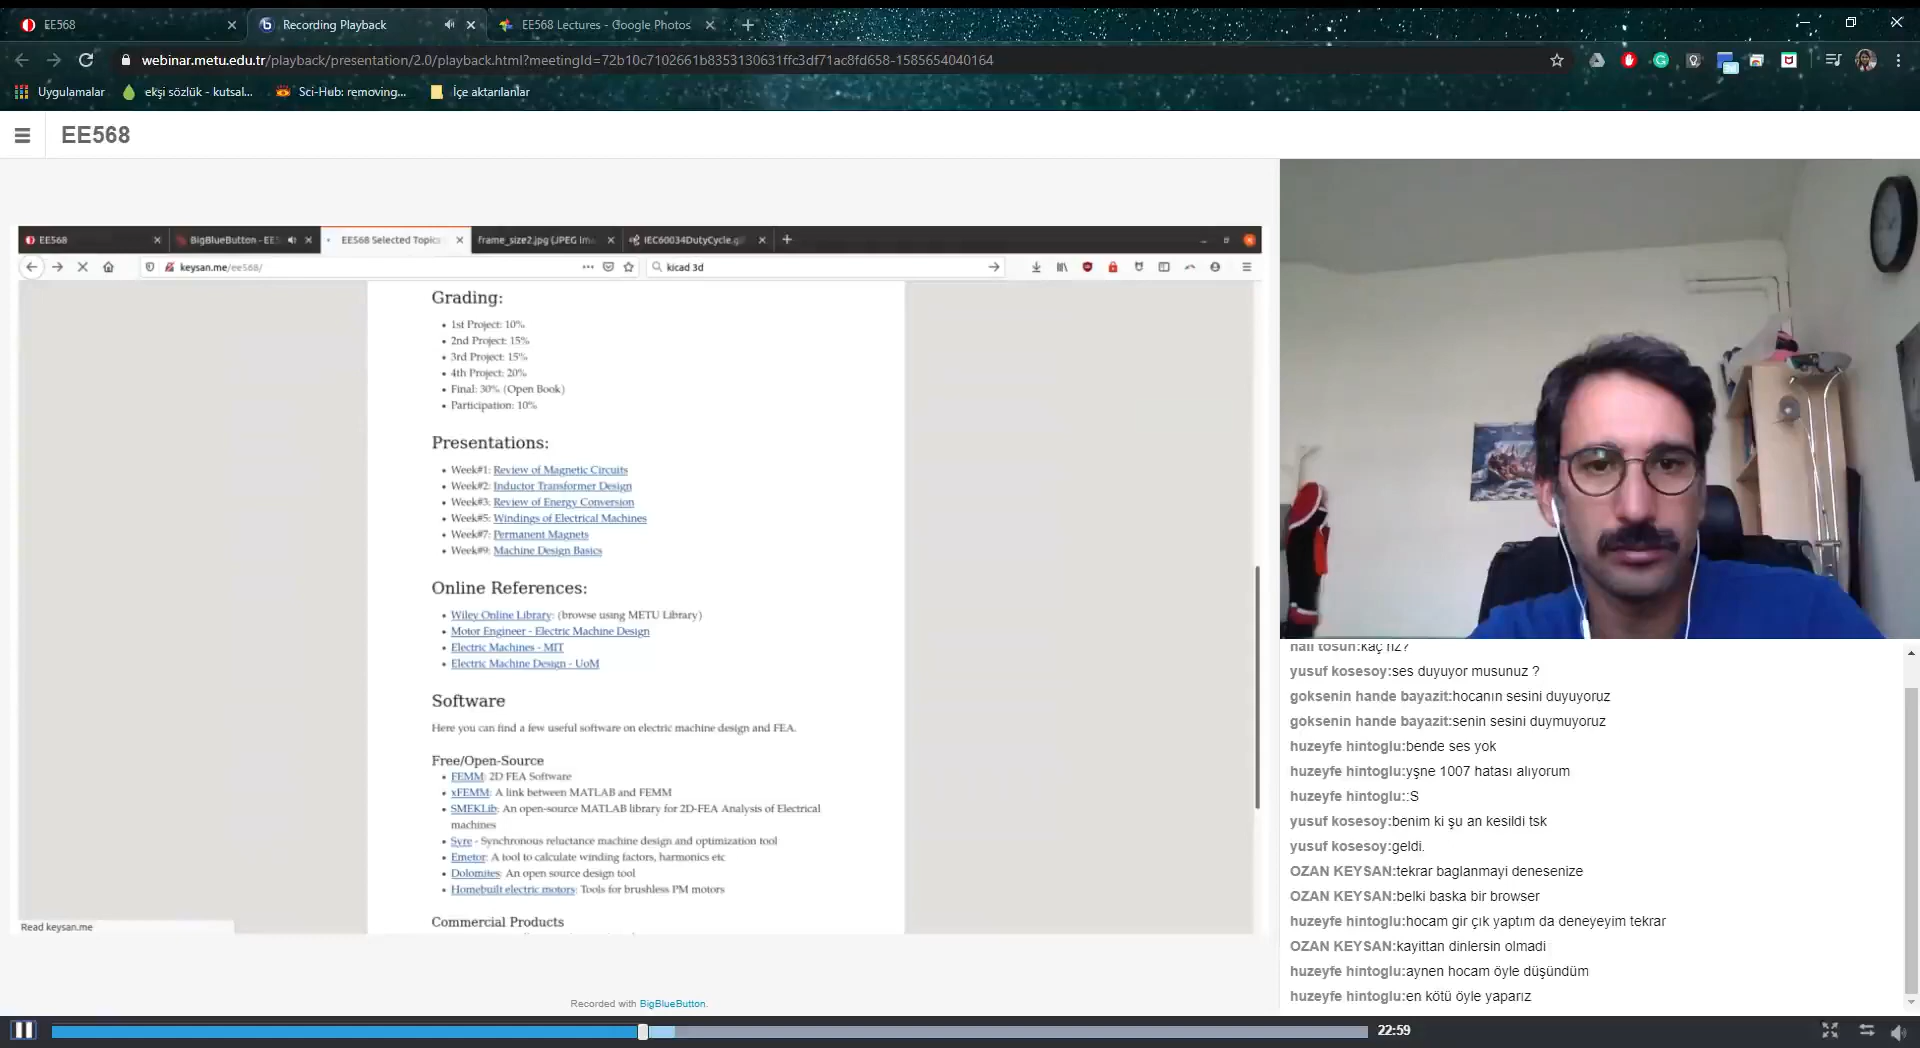 EE568
Recording Playback
EE568 Lectures - Google Photos
webinar.metu.edu.tr/playback/presentation/2.0/playback.html?meetingId=72b10c7102661b8353130631ffc3df71ac8fd658-1585654040164
Uygulamalar
ekşi sözlük - kutsal...
Sci-Hub: removing...
İçe aktarılanlar
EE568
EE568
BigBlueButton - EE5
EE568 Selected Topics
frame_size2.jpg (JPEG Im
IEC60034DutyCycle.gi
keysan.me/ee568/
kicad 3d
Grading:
• 1st Project: 10%
• 2nd Project: 15%
• 3rd Project: 15%
• 4th Project: 20%
• Final: 30% (Open Book)
• Participation: 10%
Presentations:
• Week#1: Review of Magnetic Circuits
• Week#2: Inductor Transformer Design
• Week#3: Review of Energy Conversion
• Week#5: Windings of Electrical Machines
• Week#7: Permanent Magnets
• Week#9: Machine Design Basics
Online References:
• Wiley Online Library: (browse using METU Library)
• Motor Engineer - Electric Machine Design
• Electric Machines - MIT
• Electric Machine Design - UoM
Software
Here you can find a few useful software on electric machine design and FEA.
Free/Open-Source
• FEMM: 2D FEA Software
• xFEMM: A link between MATLAB and FEMM
• SMEKLib: An open-source MATLAB library for 2D-FEA Analysis of Electrical
machines
• Syre - Synchronous reluctance machine design and optimization tool
• Emetor: A tool to calculate winding factors, harmonics etc
• Dolomites: An open source design tool
• Homebuilt electric motors: Tools for brushless PM motors
Commercial Products
Read keysan.me
Recorded with BigBlueButton.
halil tosun:kaç hz?
yusuf kosesoy:ses duyuyor musunuz ?
goksenin hande bayazit:hocanın sesini duyuyoruz
goksenin hande bayazit:senin sesini duymuyoruz
huzeyfe hintoglu:bende ses yok
huzeyfe hintoglu:yşne 1007 hatası alıyorum
huzeyfe hintoglu::S
yusuf kosesoy:benim ki şu an kesildi tsk
yusuf kosesoy:geldi.
OZAN KEYSAN:tekrar baglanmayi denesenize
OZAN KEYSAN:belki baska bir browser
huzeyfe hintoglu:hocam gir çık yaptım da deneyeyim tekrar
OZAN KEYSAN:kayittan dinlersin olmadi
huzeyfe hintoglu:aynen hocam öyle düşündüm
huzeyfe hintoglu:en kötü öyle yaparız
22:59